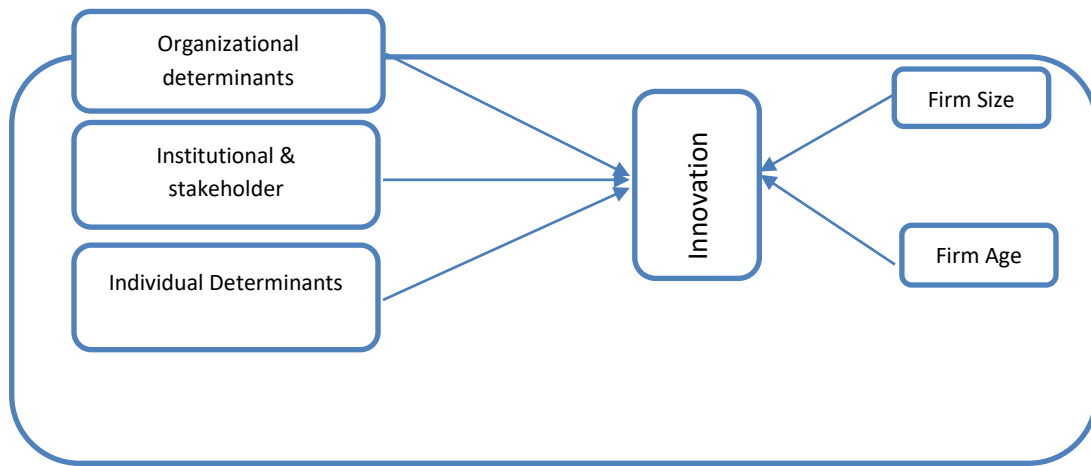 Organizational
determinants
Institutional &
stakeholder
Individual Determinants
Innovation
Firm Size
Firm Age